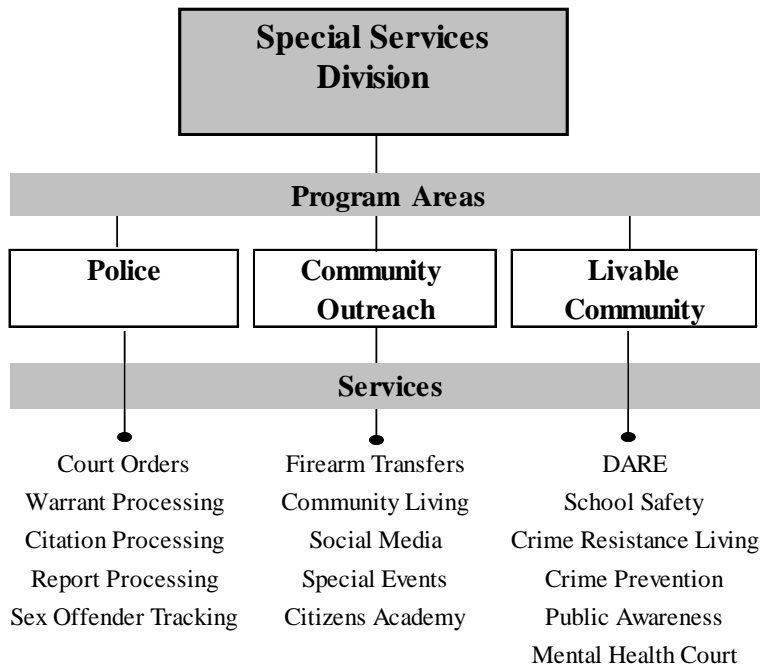 Special Services
Division
Program Areas
Police
Community
Outreach
Livable
Community
Services
Court Orders
Warrant Processing
Citation Processing
Report Processing
Sex Offender Tracking
Firearm Transfers
Community Living
Social Media
Special Events
Citizens Academy
DARE
School Safety
Crime Resistance Living
Crime Prevention
Public Awareness
Mental Health Court